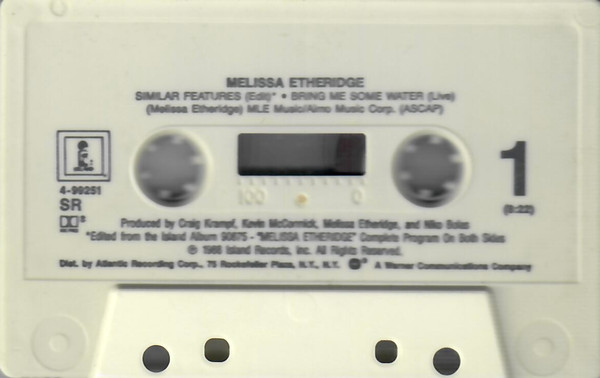 MELISSA ETHERIDGE
SIMILAR FEATURES (Edit)* • BRING ME SOME WATER (Live)
(Melissa Etheridge) MLE Music/Almo Music Corp. (ASCAP)
4-99251
SR
1
(8:22)
100 0
Produced by Craig Krampf, Kevin McCormick, Melissa Etheridge, and Niko Bolas
*Edited from the Island Album 90875 - "MELISSA ETHERIDGE" Complete Program On Both Sides
℗ 1988 Island Records, Inc. All Rights Reserved.
Dist. by Atlantic Recording Corp., 75 Rockefeller Plaza, N.Y., N.Y. A Warner Communications Company